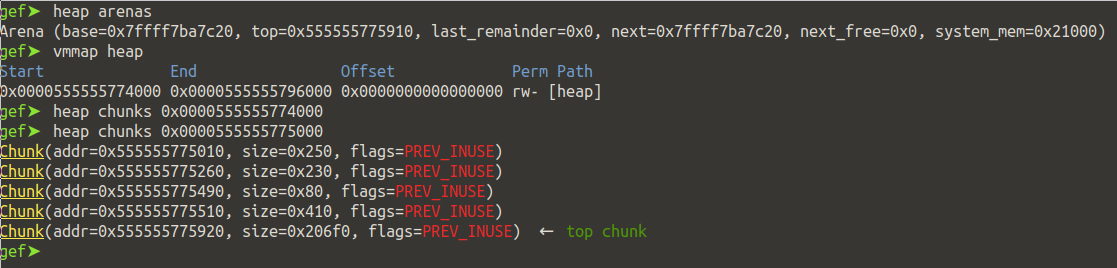 gef➤  heap arenas
Arena (base=0x7ffff7ba7c20, top=0x555555775910, last_remainder=0x0, next=0x7ffff7ba7c20, next_free=0x0, system_mem=0x21000)
gef➤  vmmap heap
Start              End                Offset             Perm Path
0x0000555555774000 0x0000555555796000 0x0000000000000000 rw- [heap]
gef➤  heap chunks 0x0000555555774000
gef➤  heap chunks 0x0000555555775000
Chunk(addr=0x555555775010, size=0x250, flags=PREV_INUSE)
Chunk(addr=0x555555775260, size=0x230, flags=PREV_INUSE)
Chunk(addr=0x555555775490, size=0x80, flags=PREV_INUSE)
Chunk(addr=0x555555775510, size=0x410, flags=PREV_INUSE)
Chunk(addr=0x555555775920, size=0x206f0, flags=PREV_INUSE)  ←  top chunk
gef➤